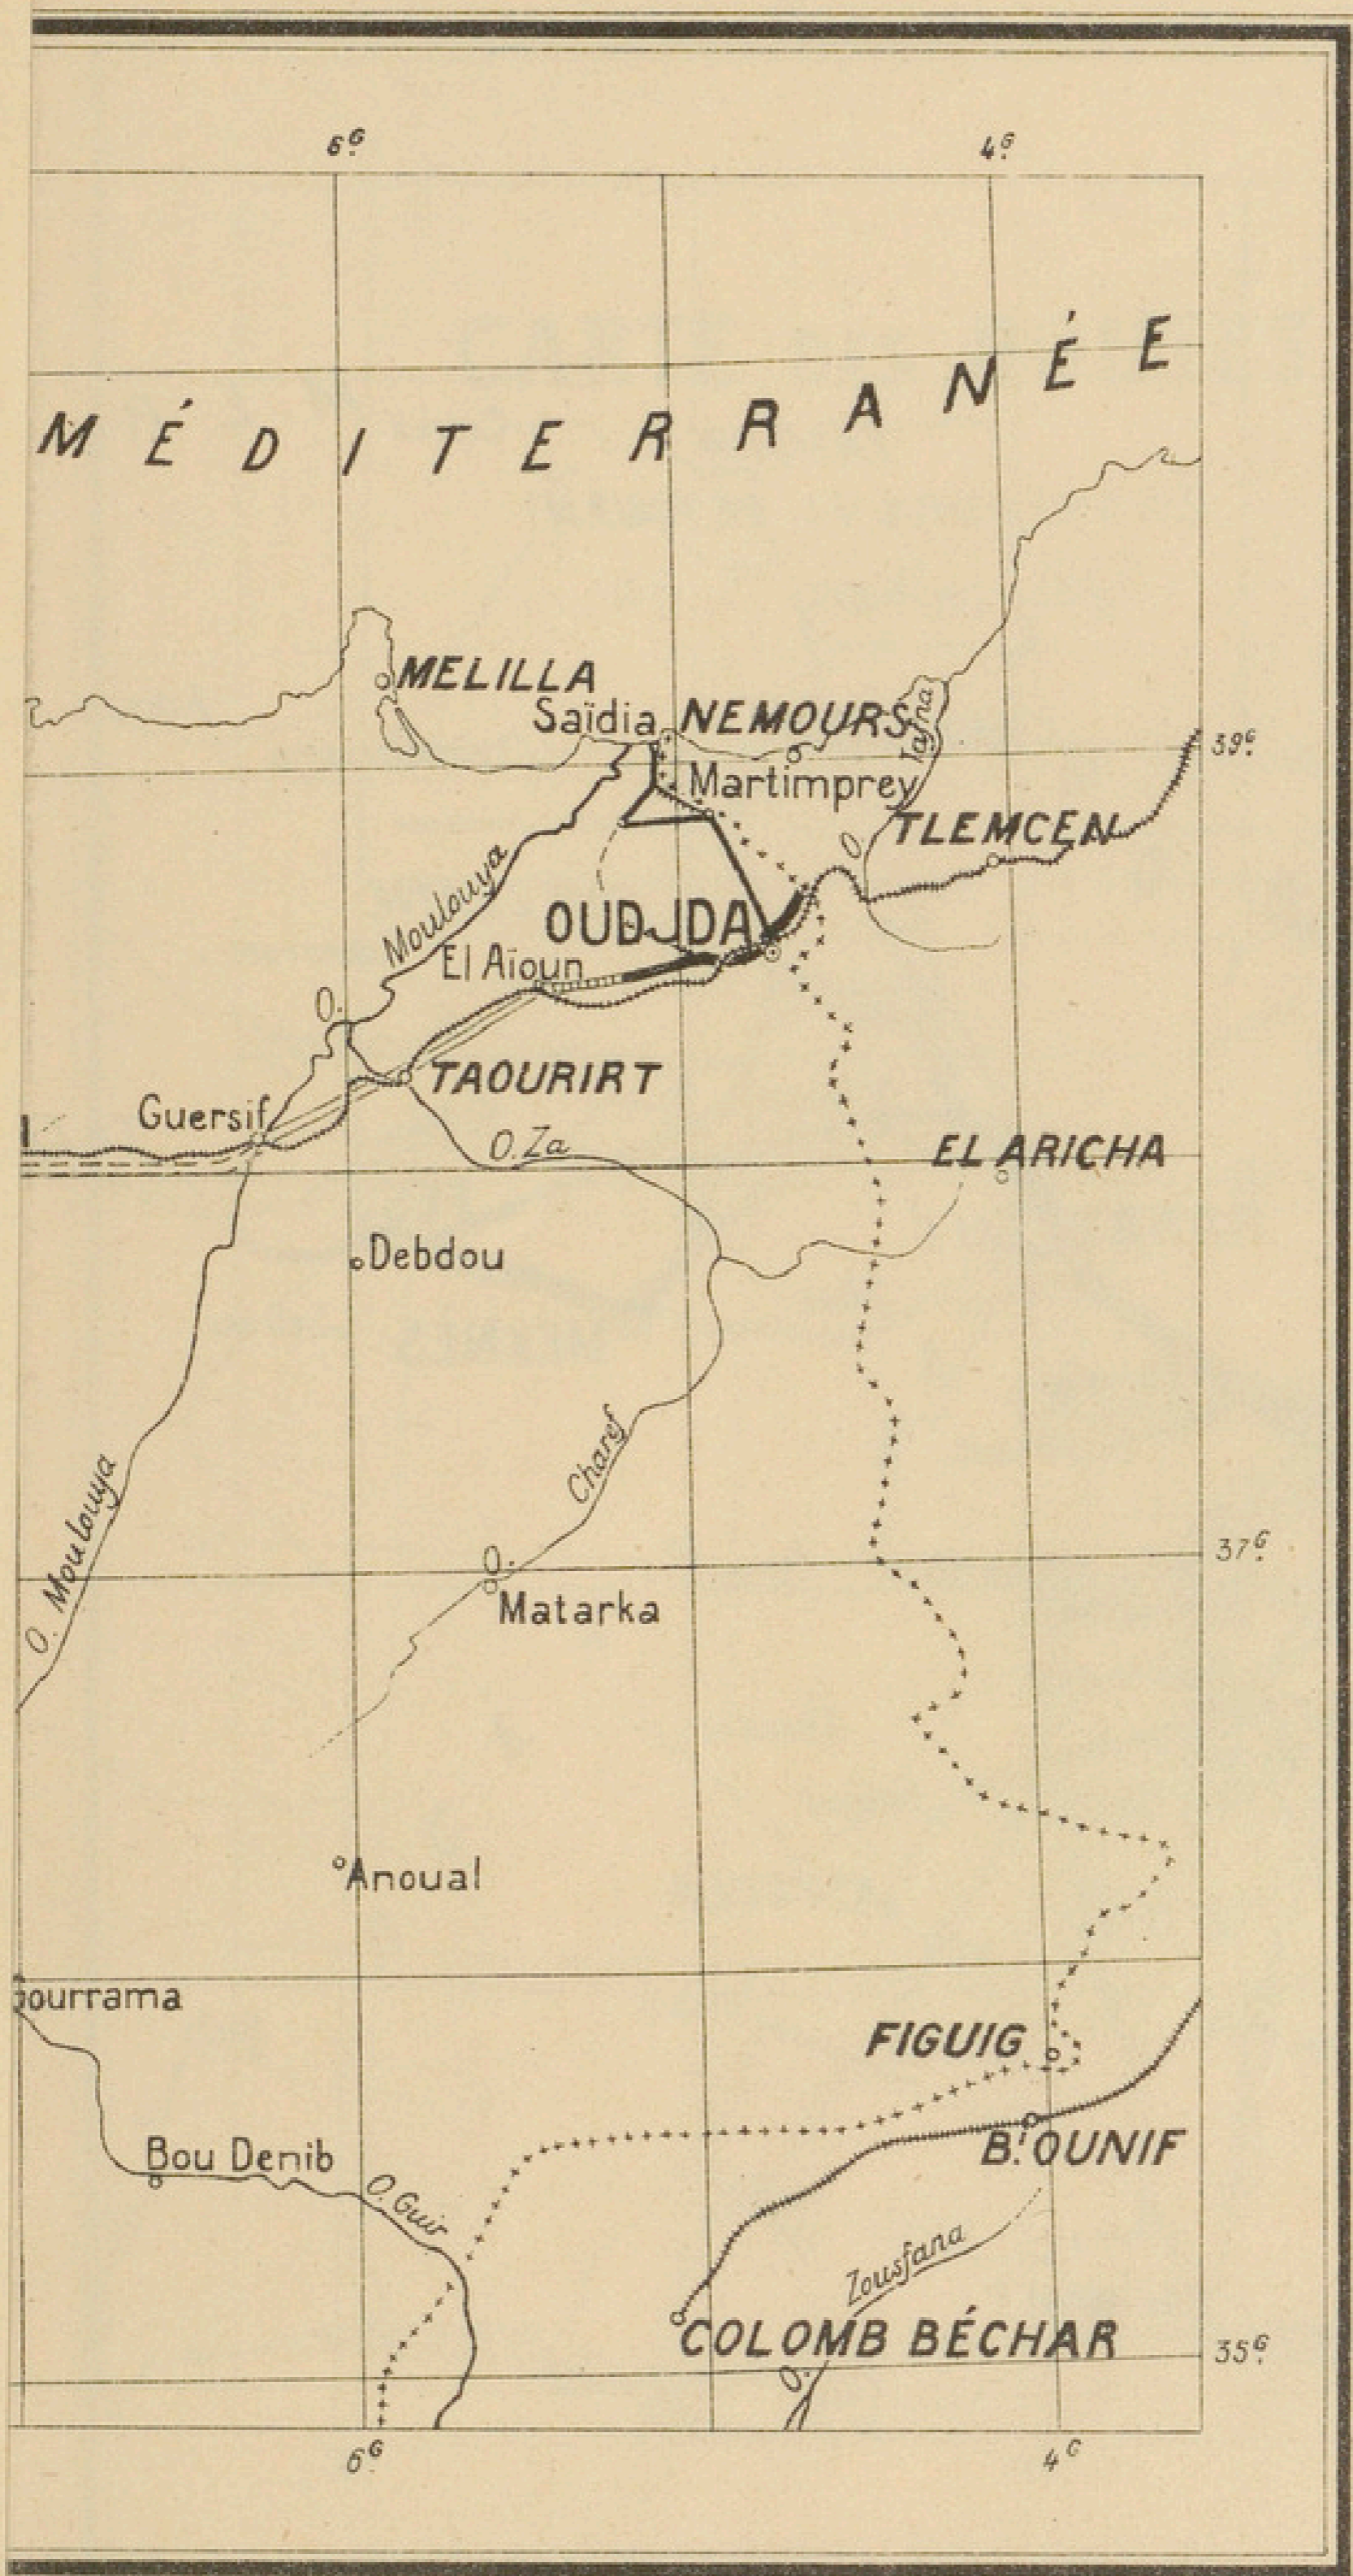 6ᴳ.
4ᴳ.
MÉDITERRANÉE
MELILLA
Saïdia
NEMOURS
Tafna
39ᴳ.
Martimprey
TLEMCEN
O.
OUDJDA
Moulouya
El Aïoun
O.
TAOURIRT
Guersif
O. Za
EL ARICHA
Debdou
Charef
O. Moulouya
37ᴳ.
O.
Matarka
Anoual
gourrama
FIGUIG
B.¹ OUNIF
Bou Denib
O. Guir
Zousfana
COLOMB BÉCHAR
35ᴳ.
O.
6ᴳ.
4ᴳ